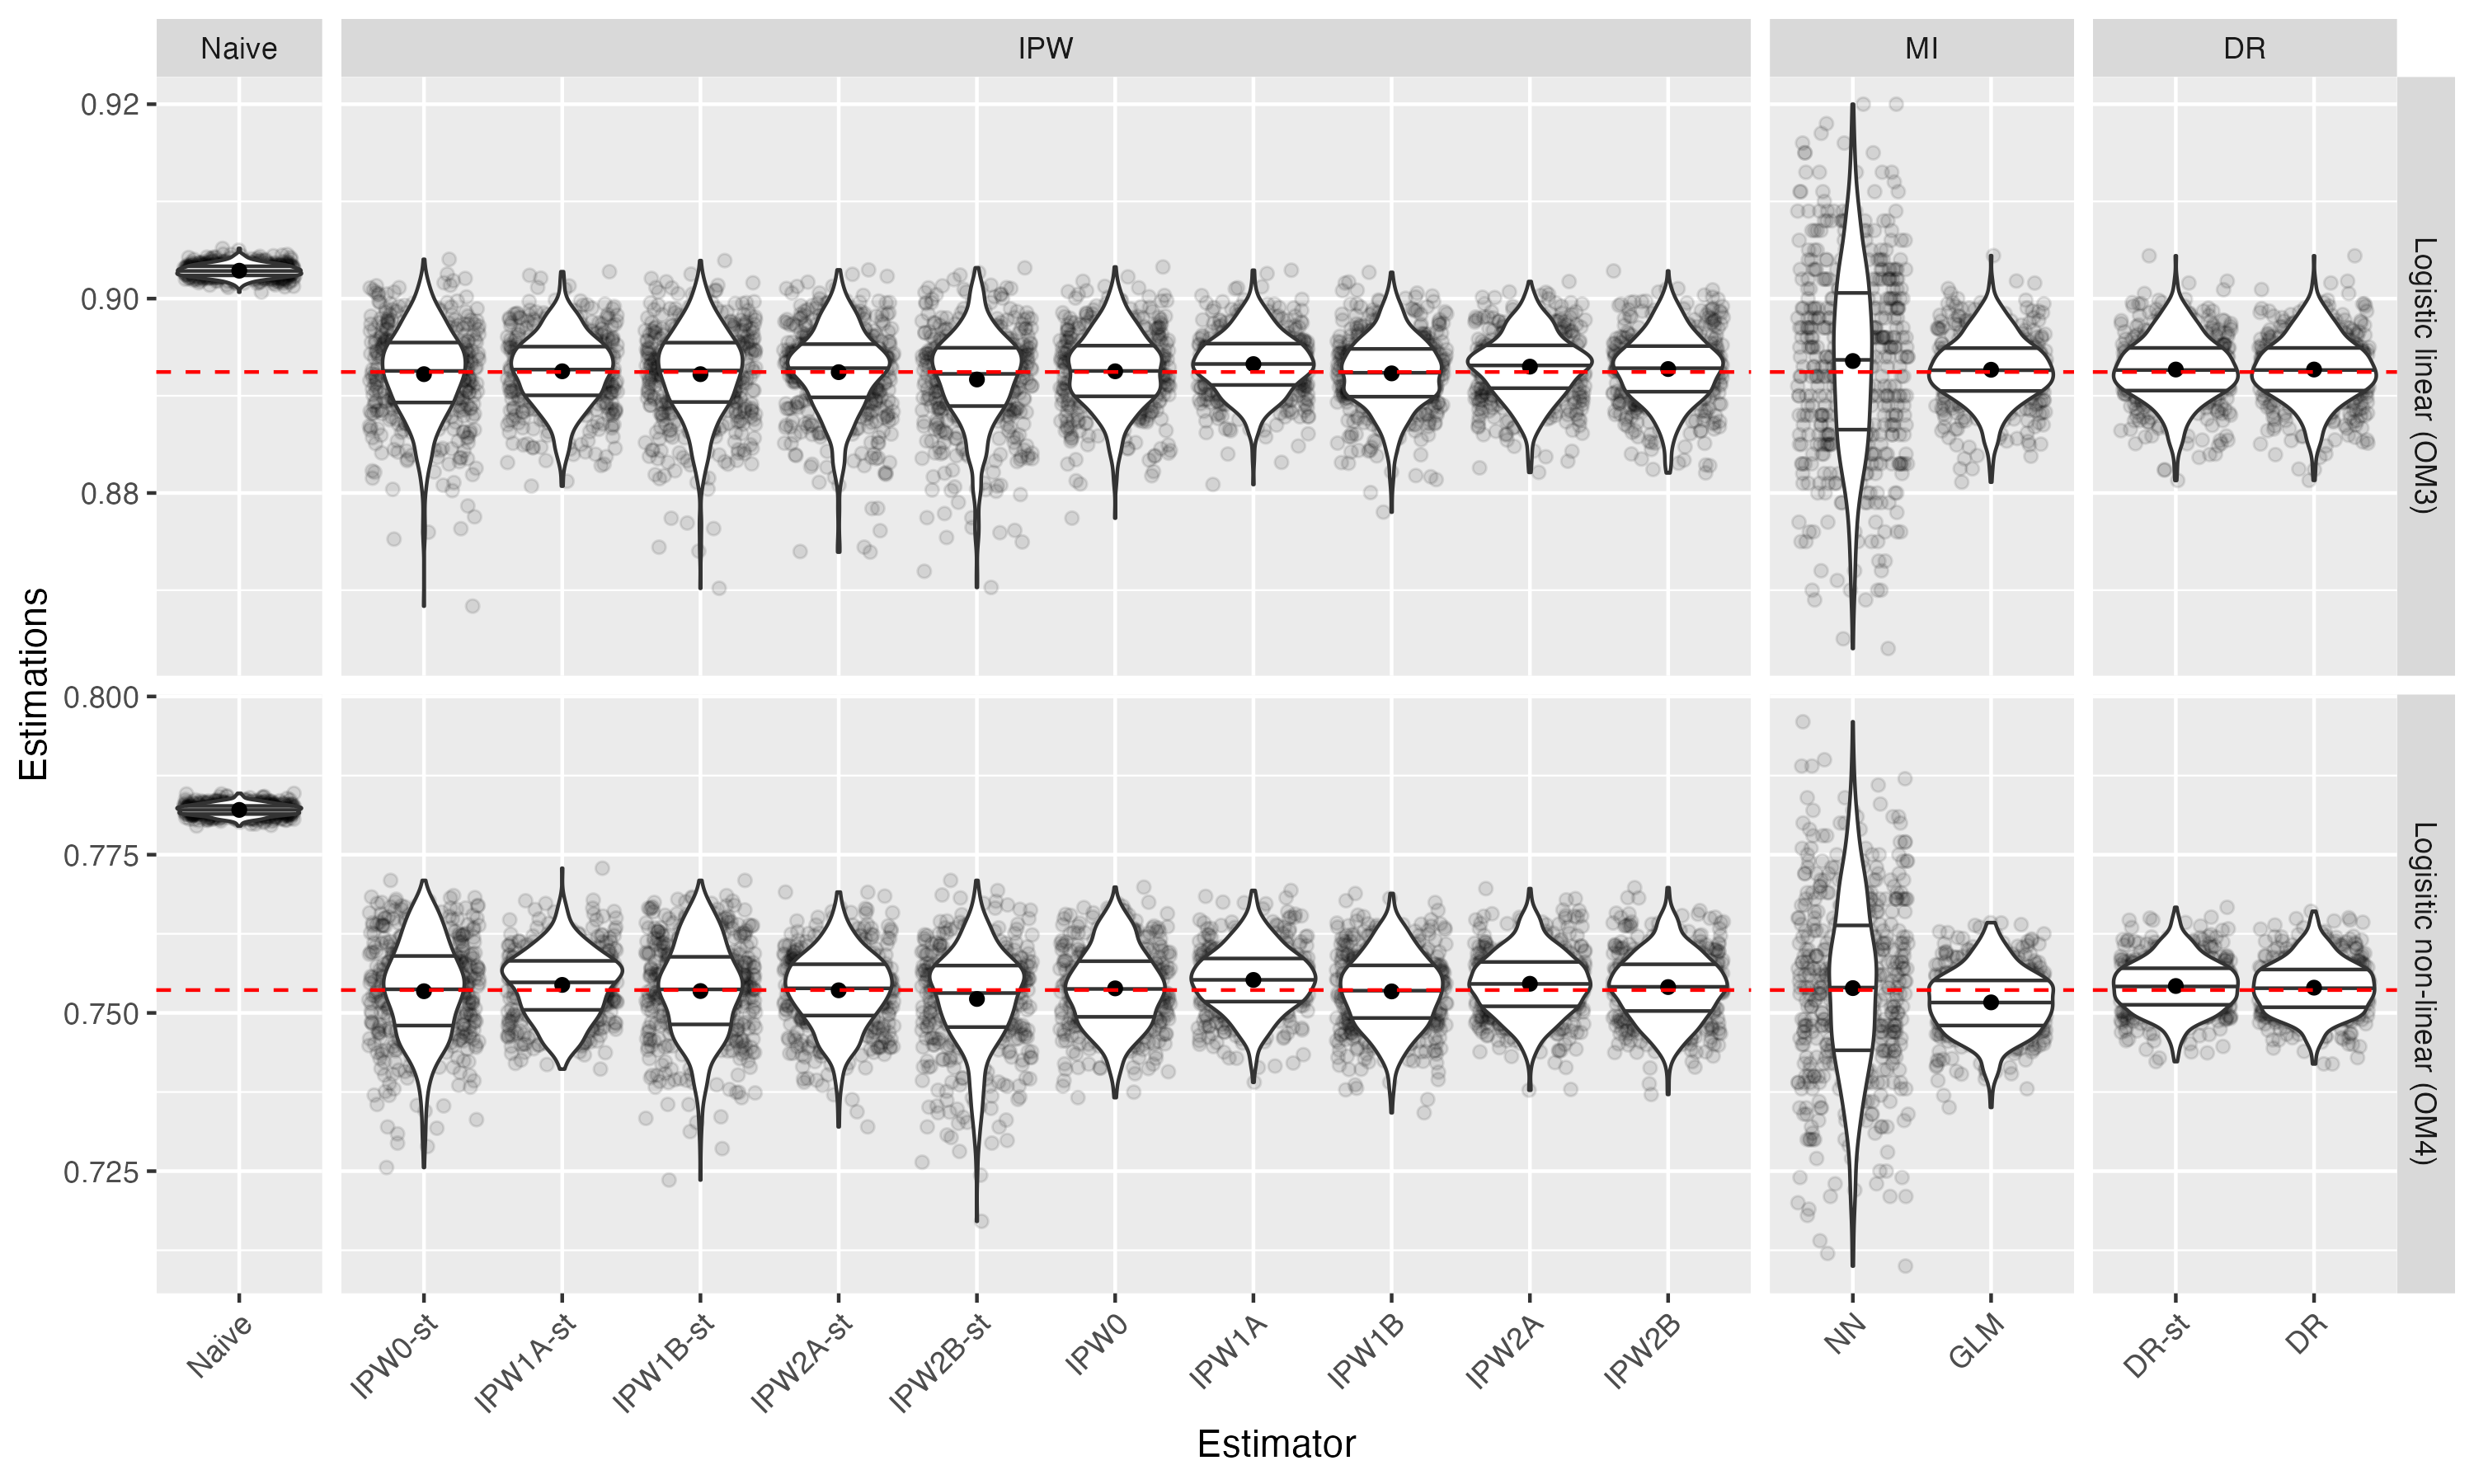 Naive
IPW
MI
DR
0.92
0.90
0.88
Logistic linear (OM3)
Estimations
0.800
0.775
0.750
0.725
Logisitic non-linear (OM4)
Naive
IPW0-st
IPW1A-st
IPW1B-st
IPW2A-st
IPW2B-st
IPW0
IPW1A
IPW1B
IPW2A
IPW2B
NN
GLM
DR-st
DR
Estimator